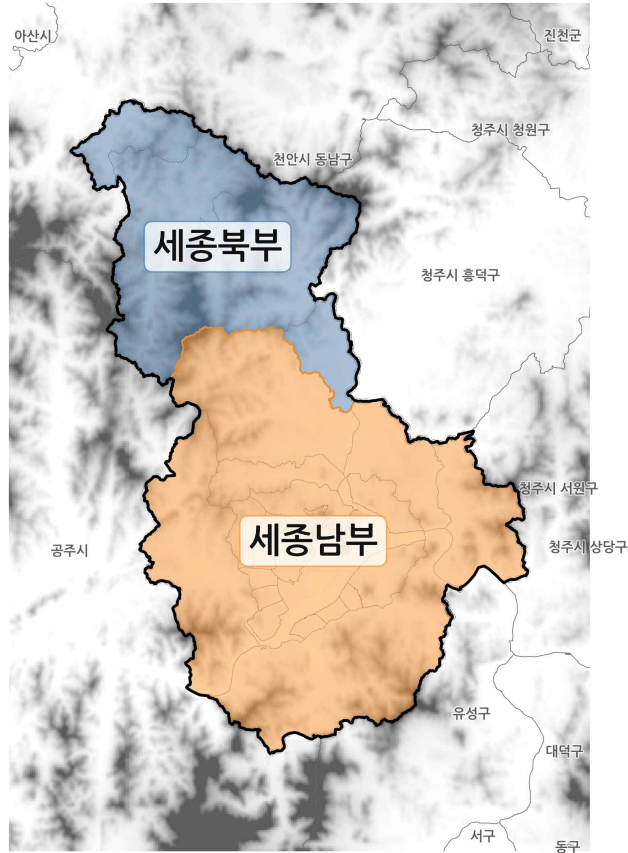 아산시
진천군
청주시 청원구
천안시 동남구
세종북부
청주시 흥덕구
청주시 서원구
세종남부
공주시
청주시 상당구
유성구
대덕구
서구
동구